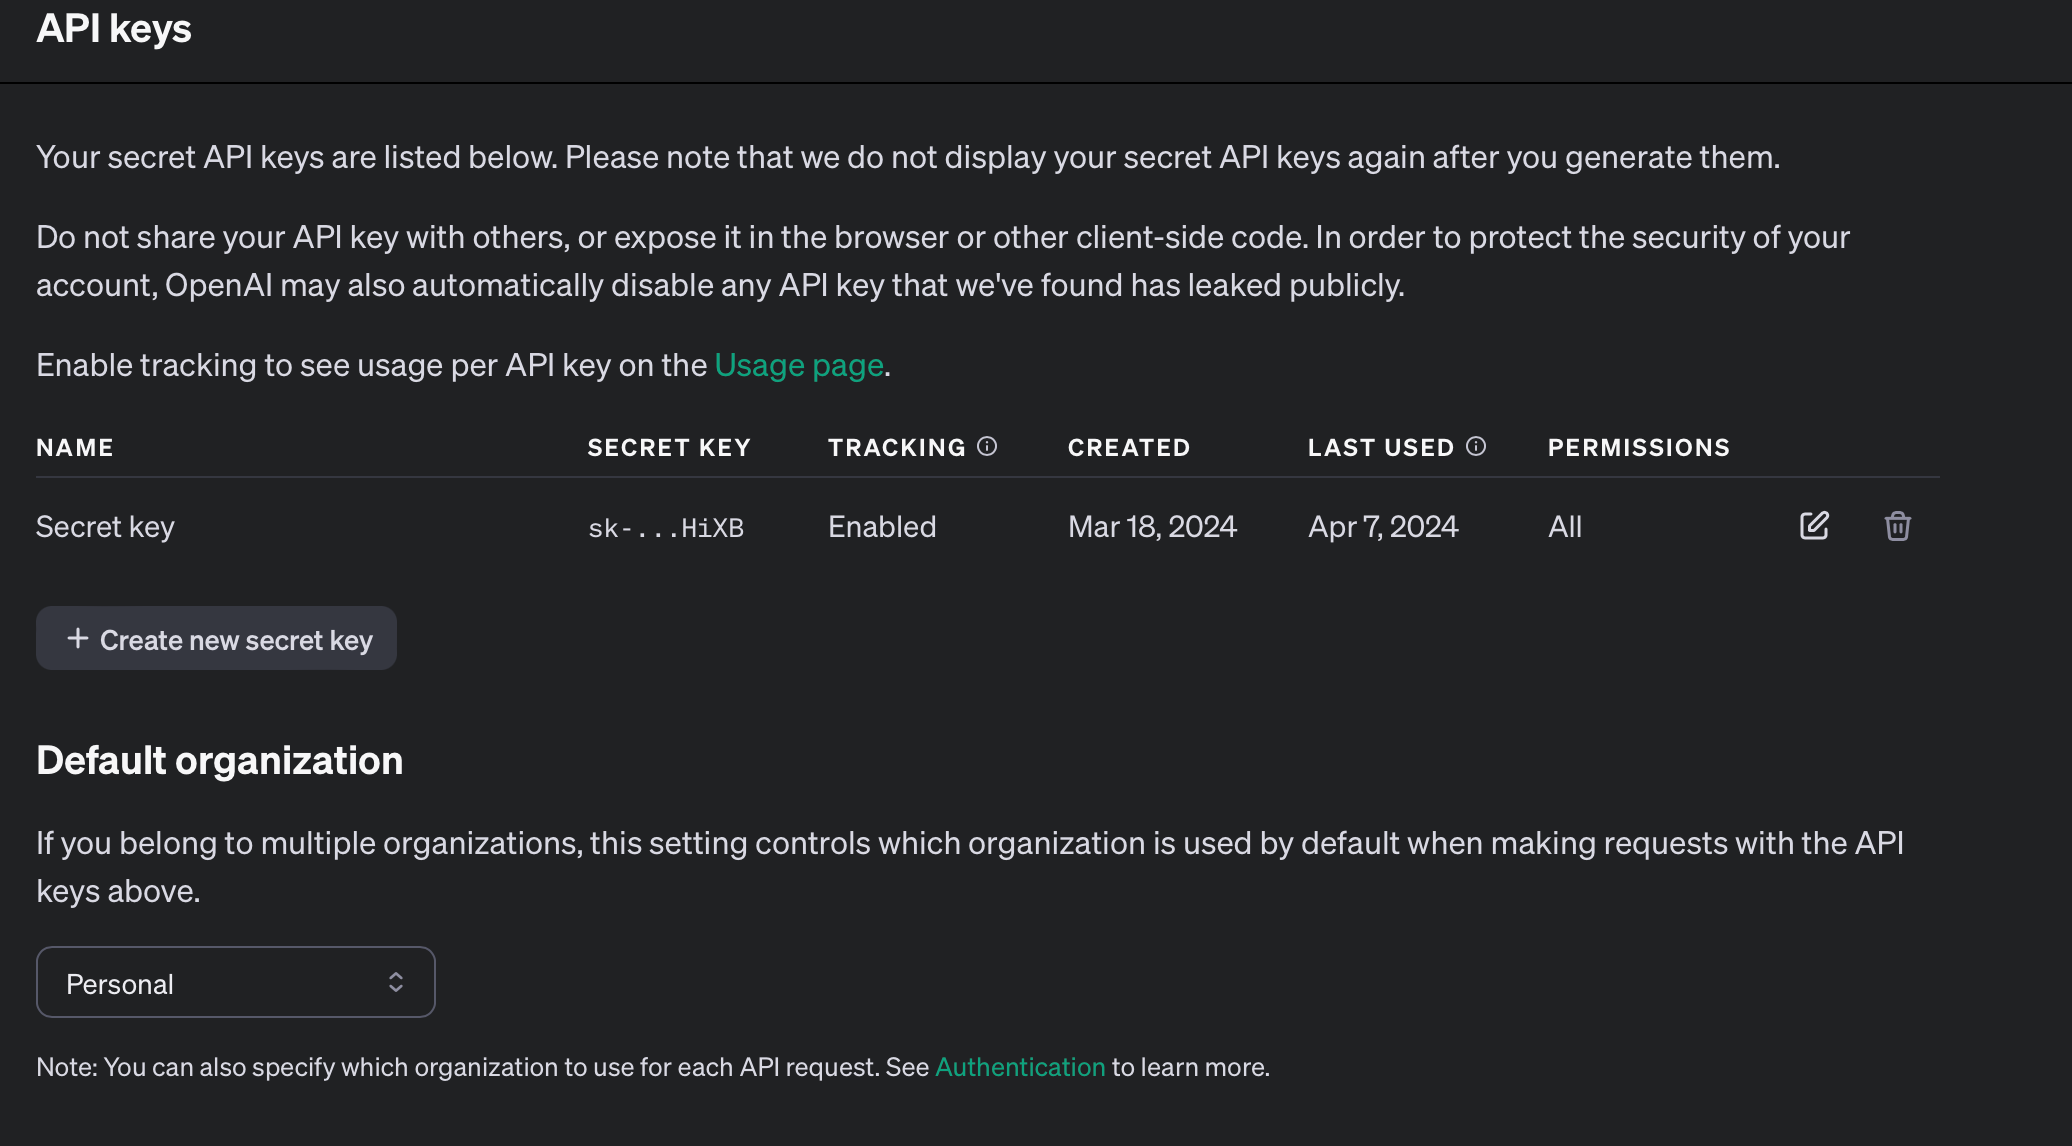 API keys
Your secret API keys are listed below. Please note that we do not display your secret API keys again after you generate them.
Do not share your API key with others, or expose it in the browser or other client-side code. In order to protect the security of your
account, OpenAI may also automatically disable any API key that we've found has leaked publicly.
Enable tracking to see usage per API key on the Usage page.
NAME SECRET KEY TRACKING CREATED LAST USED PERMISSIONS
Secret key sk-...HiXB Enabled Mar 18, 2024 Apr 7, 2024 All
+ Create new secret key
Default organization
If you belong to multiple organizations, this setting controls which organization is used by default when making requests with the API
keys above.
Personal
Note: You can also specify which organization to use for each API request. See Authentication to learn more.